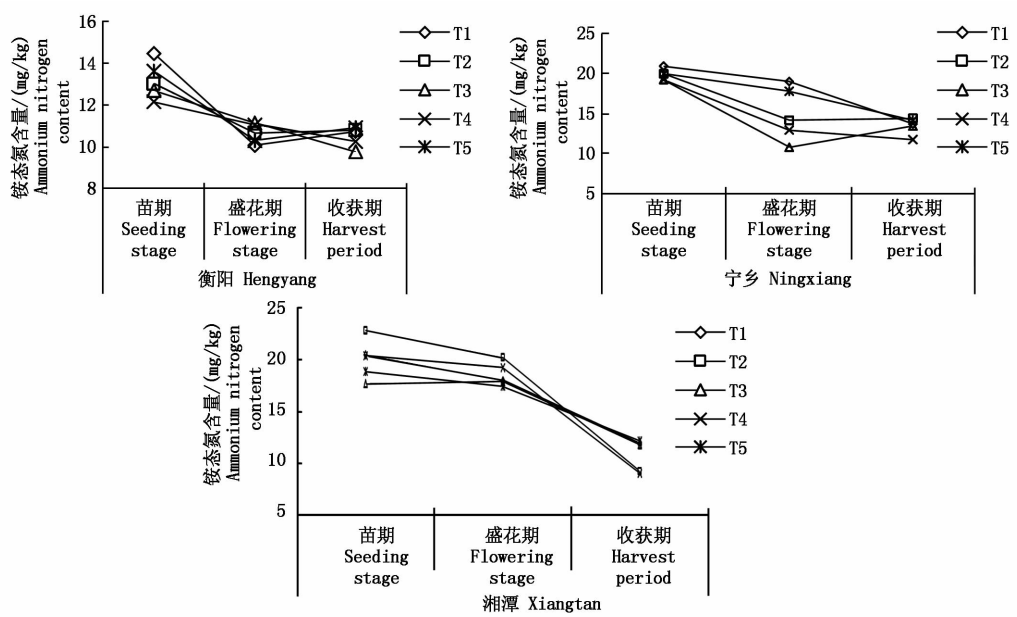 铵态氮含量/(mg/kg)
Ammonium nitrogen
content
16
14
12
10
8
T1
T2
T3
T4
T5
苗期
Seeding
stage
盛花期
Flowering
stage
收获期
Harvest
period
衡阳 Hengyang
铵态氮含量/(mg/kg)
Ammonium nitrogen
content
25
20
15
10
5
T1
T2
T3
T4
T5
苗期
Seeding
stage
盛花期
Flowering
stage
收获期
Harvest
period
宁乡 Ningxiang
铵态氮含量/(mg/kg)
Ammonium nitrogen
content
25
20
15
10
5
T1
T2
T3
T4
T5
苗期
Seeding
stage
盛花期
Flowering
stage
收获期
Harvest
period
湘潭 Xiangtan